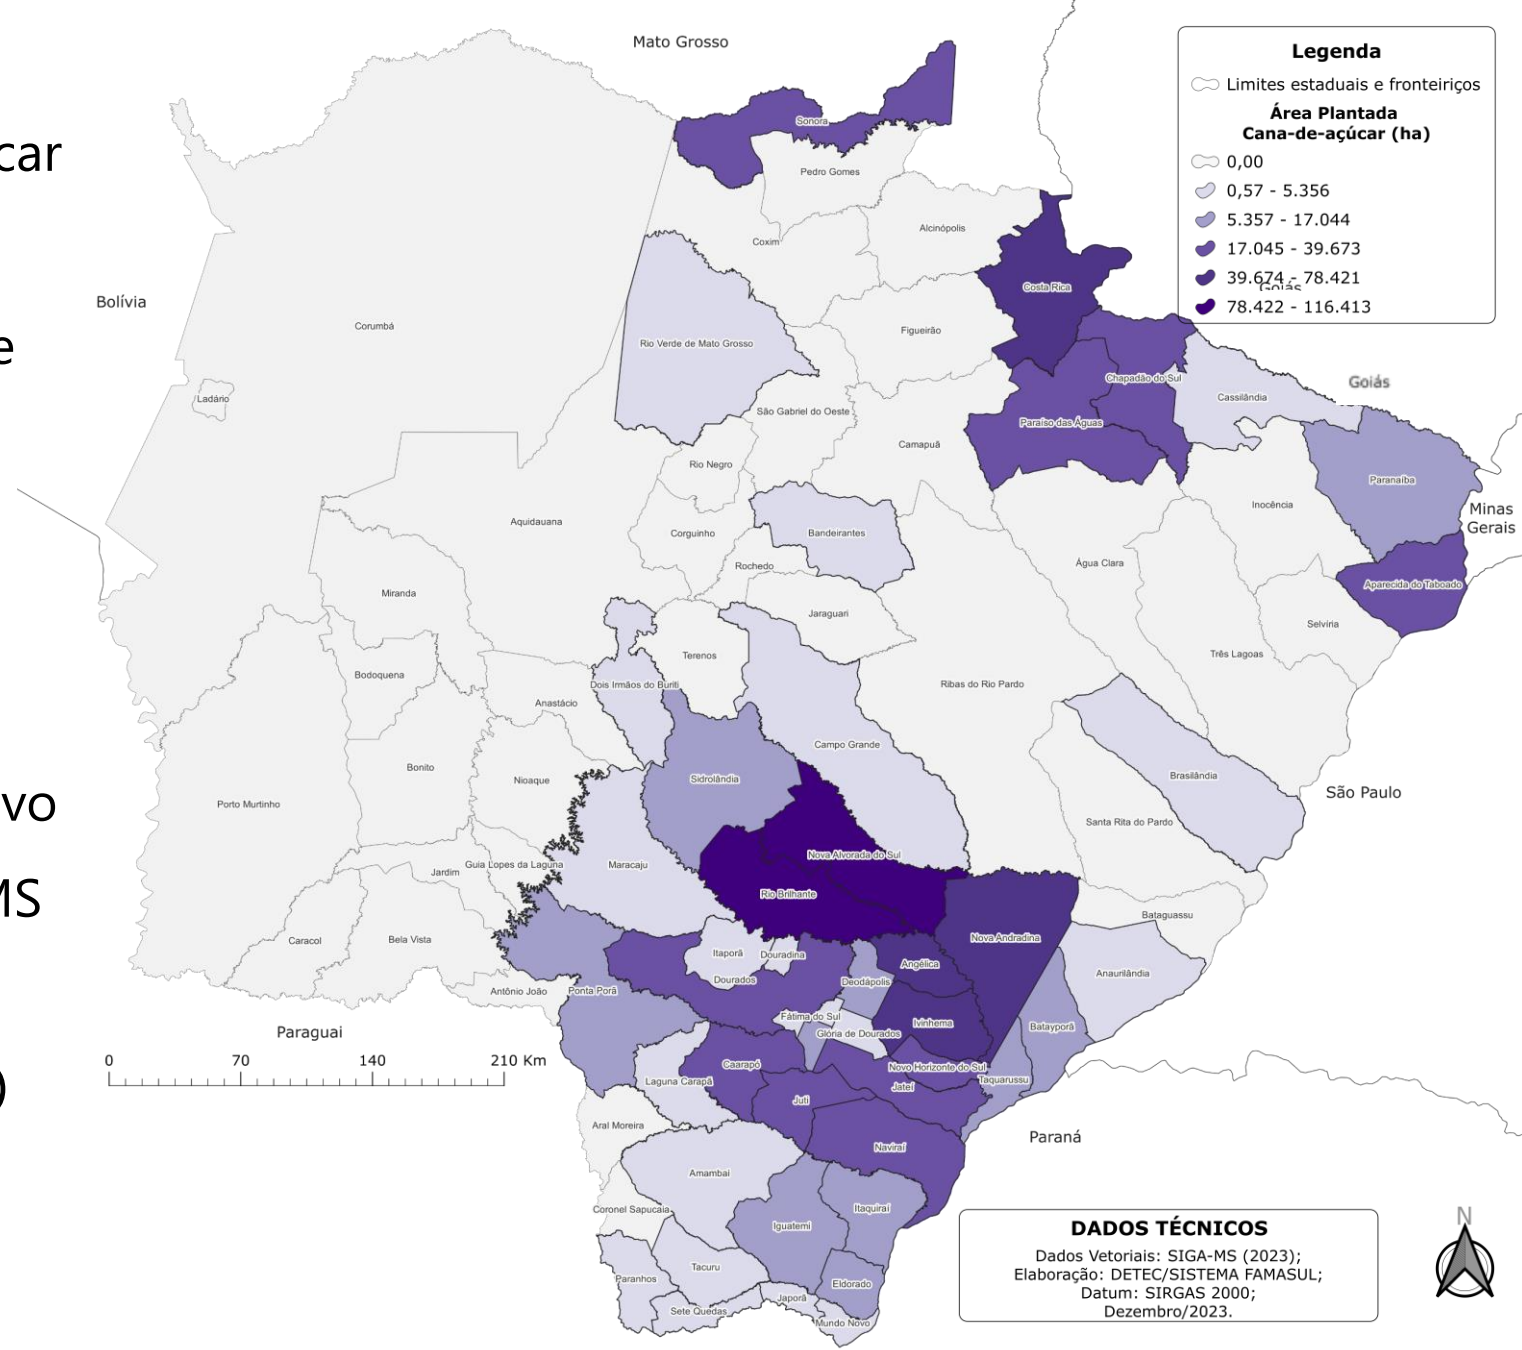 car
e
vo
MS
)
Mato Grosso
Bolívia
Paraguai
Goiás
Minas
Gerais
São Paulo
Paraná
Legenda
Limites estaduais e fronteiriços
Área Plantada
Cana-de-açúcar (ha)
0,00
0,57 - 5.356
5.357 - 17.044
17.045 - 39.673
39.674 - 78.421
Goiás
78.422 - 116.413
Sonora
Pedro Gomes
Coxim
Alcinópolis
Costa Rica
Corumbá
Rio Verde de Mato Grosso
Figueirão
Chapadão do Sul
Cassilândia
Ladário
São Gabriel do Oeste
Paraíso das Águas
Camapuã
Rio Negro
Paranaíba
Inocência
Aquidauana
Corguinho
Bandeirantes
Água Clara
Rochedo
Aparecida do Taboado
Miranda
Jaraguari
Selvíria
Terenos
Três Lagoas
Bodoquena
Dois Irmãos do Buriti
Ribas do Rio Pardo
Anastácio
Campo Grande
Bonito
Nioaque
Sidrolândia
Brasilândia
Porto Murtinho
Santa Rita do Pardo
Nova Alvorada do Sul
Guia Lopes da Laguna
Maracaju
Jardim
Rio Brilhante
Bataguassu
Caracol
Bela Vista
Nova Andradina
Itaporã
Douradina
Angélica
Anaurilândia
Dourados
Deodápolis
Antônio João
Ponta Porã
Fátima do Sul
Ivinhema
Batayporã
Glória de Dourados
Caarapó
Novo Horizonte do Sul
Laguna Carapã
Taquarussu
Jateí
Juti
Aral Moreira
Naviraí
Amambai
Coronel Sapucaia
Itaquiraí
Iguatemi
Tacuru
Paranhos
Eldorado
Japorã
Sete Quedas
Mundo Novo
0 70 140 210 Km
DADOS TÉCNICOS
Dados Vetoriais: SIGA-MS (2023);
Elaboração: DETEC/SISTEMA FAMASUL;
Datum: SIRGAS 2000;
Dezembro/2023.
N